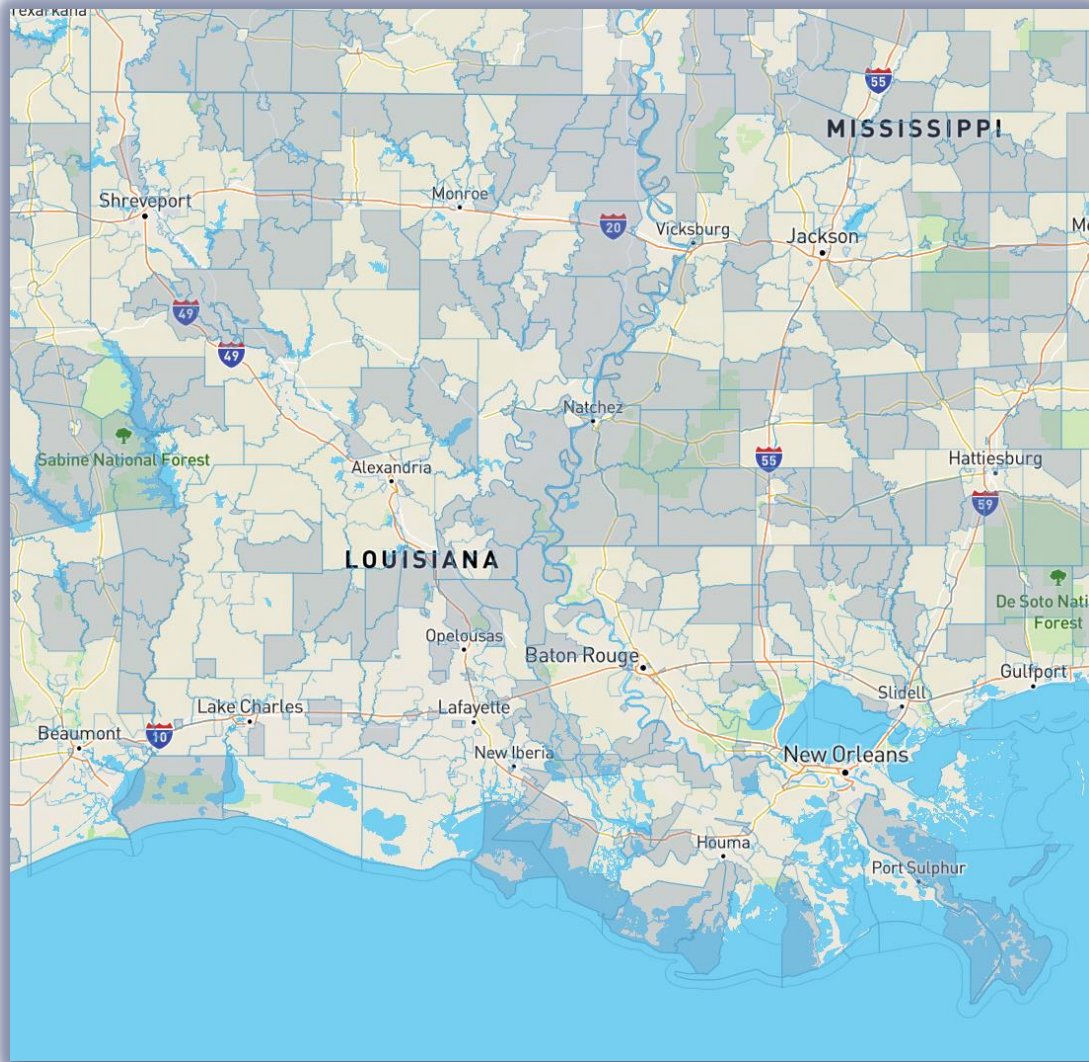 Texarkana
55
MISSISSIPPI
Shreveport
Monroe
20
Vicksburg
Jackson
49
49
Natchez
Sabine National Forest
Alexandria
55
Hattiesburg
59
LOUISIANA
De Soto Nati
Forest
Opelousas
Baton Rouge
Gulfport
Slidell
Lake Charles
Lafayette
10
Beaumont
New Iberia
New Orleans
Houma
Port Sulphur